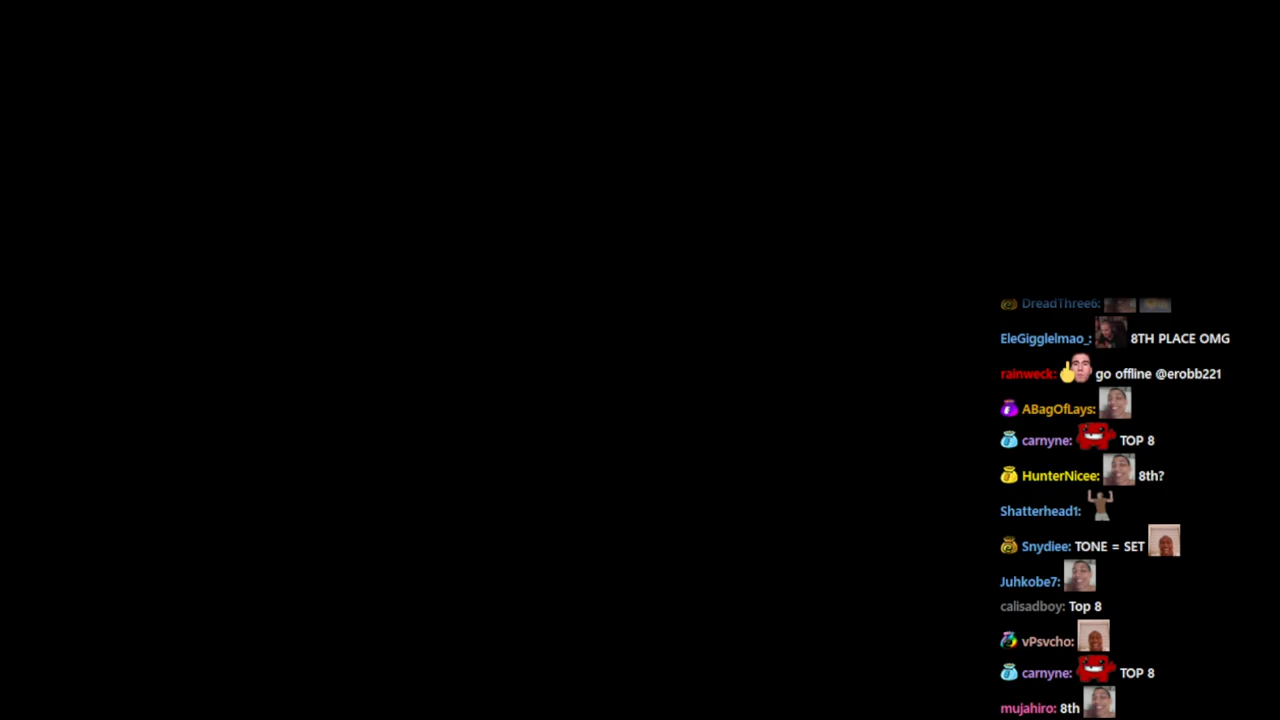 DreadThree6:
EleGigglelmao_: 8TH PLACE OMG
rainweck: go offline @erobb221
ABagOfLays:
carnyne: TOP 8
HunterNicee: 8th?
Shatterhead1:
Snydiee: TONE = SET
Juhkobe7:
calisadboy: Top 8
vPsvcho:
carnyne: TOP 8
mujahiro: 8th